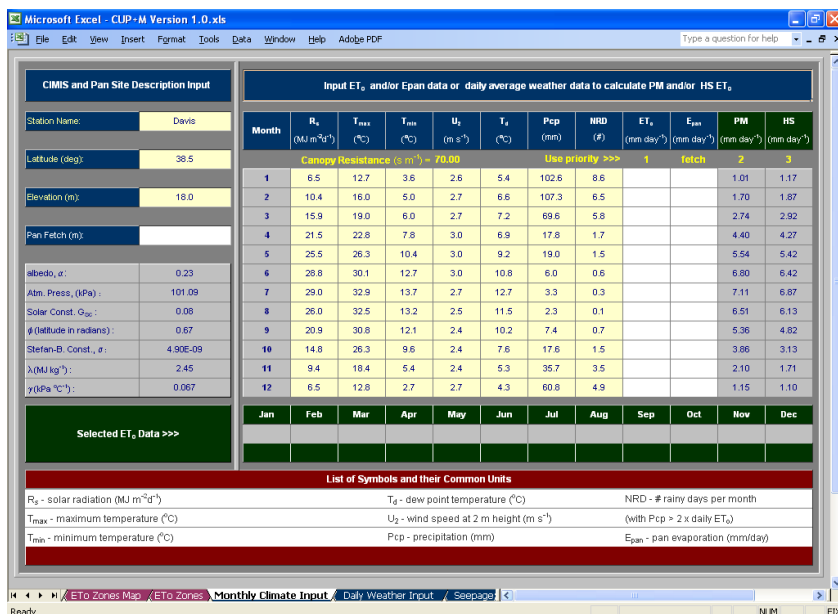 Microsoft Excel - CUP+M Version 1.0.xls
File Edit View Insert Format Tools Data Window Help Adobe PDF Type a question for help
CIMIS and Pan Site Description Input
Input ET₀ and/or Epan data or daily average weather data to calculate PM and/or HS ET₀
Station Name: Davis
Latitude (deg): 38.5
Elevation (m): 18.0
Pan Fetch (m):
albedo, α: 0.23
Atm. Press, (kPa) : 101.09
Solar Const. Gsc : 0.08
ϕ (latitude in radians) : 0.67
Stefan-B. Const., σ : 4.90E-09
λ(MJ kg⁻¹) : 2.45
γ(kPa °C⁻¹) : 0.067
Selected ET₀ Data >>>
Month Rs Tmax Tmin U₂ Td Pcp NRD ET₀ Epan PM HS
(MJ m⁻²d⁻¹) (°C) (°C) (m s⁻¹) (°C) (mm) (#) (mm day⁻¹) (mm day⁻¹) (mm day⁻¹) (mm day⁻¹)
Canopy Resistance (s m⁻¹) = 70.00 Use priority >>> 1 fetch 2 3
1 6.5 12.7 3.6 2.6 5.4 102.6 8.6 1.01 1.17
2 10.4 16.0 5.0 2.7 6.6 107.3 6.5 1.70 1.87
3 15.9 19.0 6.0 2.7 7.2 69.6 5.8 2.74 2.92
4 21.5 22.8 7.8 3.0 6.9 17.8 1.7 4.40 4.27
5 25.5 26.3 10.4 3.0 9.2 19.0 1.5 5.54 5.42
6 28.8 30.1 12.7 3.0 10.8 6.0 0.6 6.80 6.42
7 29.0 32.9 13.7 2.7 12.7 3.3 0.3 7.11 6.87
8 26.0 32.5 13.2 2.5 11.5 2.3 0.1 6.51 6.13
9 20.9 30.8 12.1 2.4 10.2 7.4 0.7 5.36 4.82
10 14.8 26.3 9.6 2.4 7.6 17.6 1.5 3.86 3.13
11 9.4 18.4 5.4 2.4 5.3 35.7 3.5 2.10 1.71
12 6.5 12.8 2.7 2.7 4.3 60.8 4.9 1.15 1.10
Jan Feb Mar Apr May Jun Jul Aug Sep Oct Nov Dec
List of Symbols and their Common Units
Rs - solar radiation (MJ m⁻²d⁻¹) Td - dew point temperature (°C) NRD - # rainy days per month
Tmax - maximum temperature (°C) U₂ - wind speed at 2 m height (m s⁻¹) (with Pcp > 2 x daily ET₀)
Tmin - minimum temperature (°C) Pcp - precipitation (mm) Epan - pan evaporation (mm/day)
ETo Zones Map ETo Zones Monthly Climate Input Daily Weather Input Seepage
Ready NUM